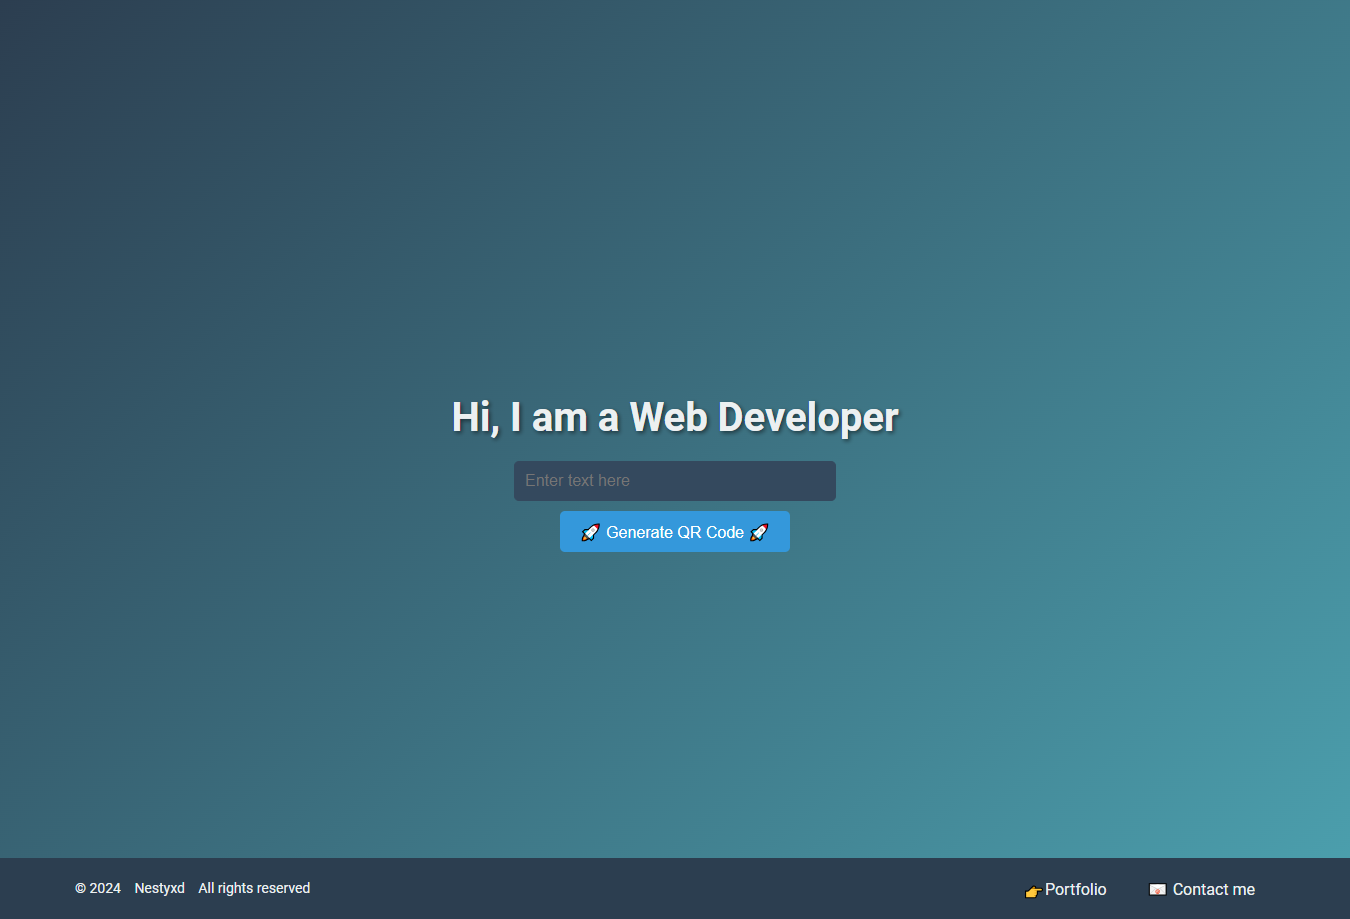 Hi, I am a Web Developer
Enter text here
🚀 Generate QR Code 🚀
© 2024 Nestyxd All rights reserved
👉Portfolio 💌 Contact me